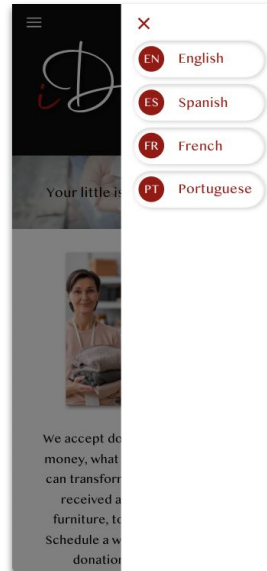 iD
EN English
ES Spanish
FR French
PT Portuguese
Your little is
We accept do
money, what
can transfor
received a
furniture, to
Schedule a w
donation